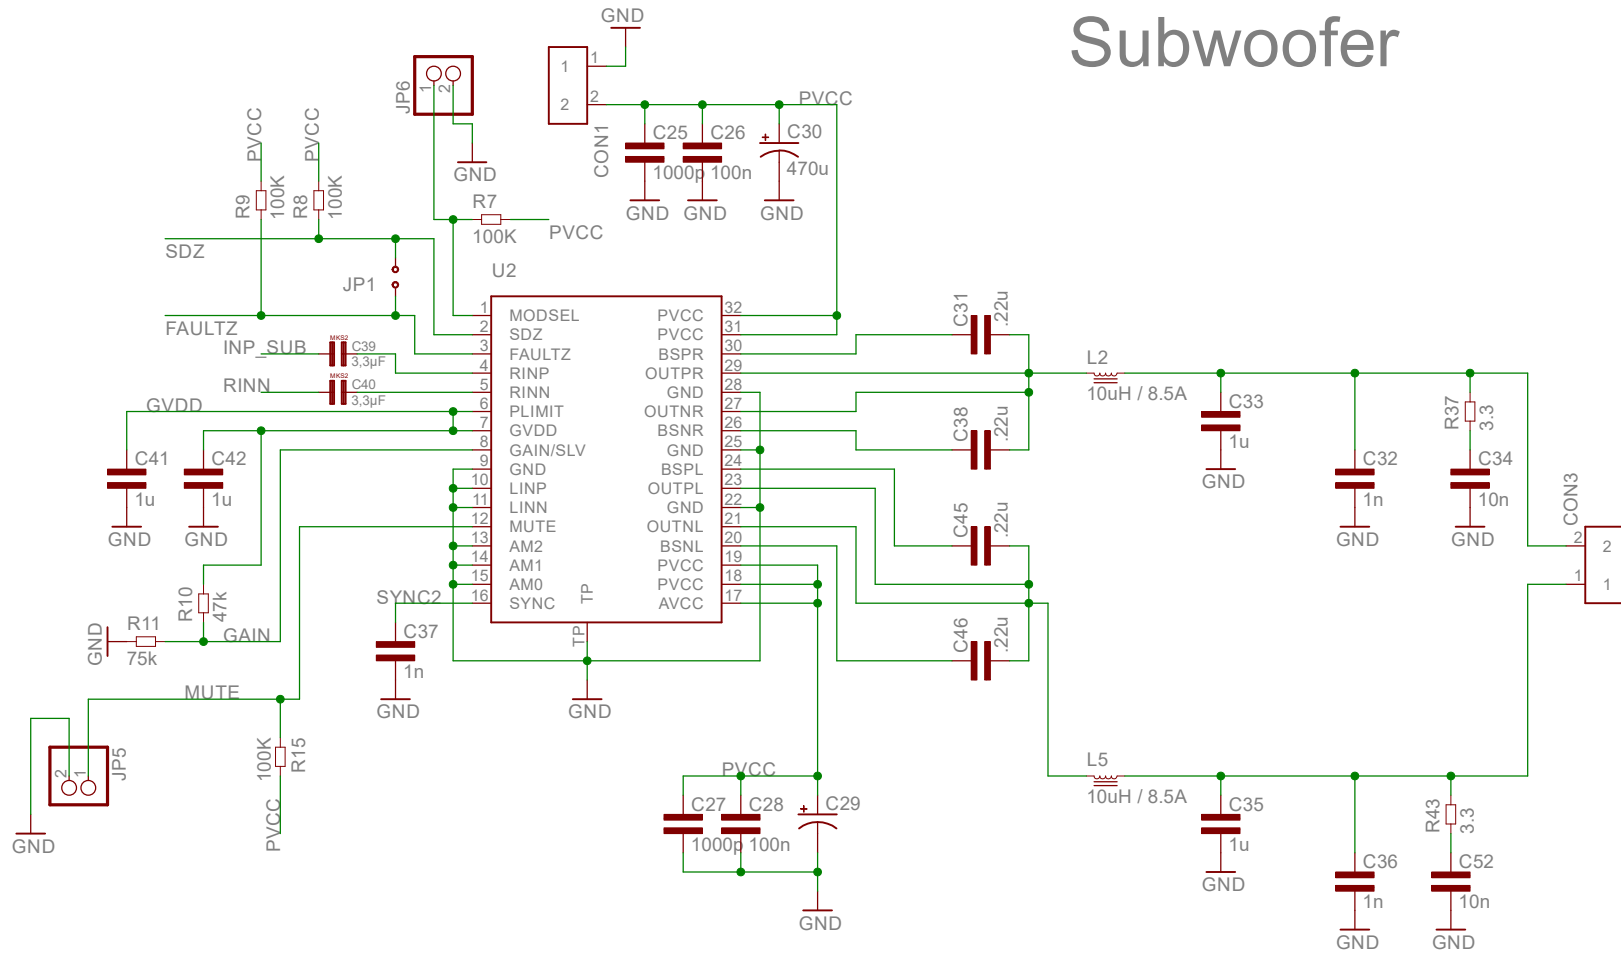 Subwoofer
GND
1
1
2
2
CON1
PVCC
C25
1000p
GND
C26
100n
GND
C30
470u
GND
JP6
1
2
GND
PVCC
PVCC
R9
100K
R8
100K
R7
100K
PVCC
SDZ
JP1
FAULTZ
INP_SUB
MKS2
C39
3,3µF
RINN
MKS2
C40
3,3µF
GVDD
C41
1u
GND
C42
1u
GND
R10
47k
GND
R11
75k
GAIN
MUTE
JP5
2
1
GND
100K
R15
PVCC
SYNC2
C37
1n
GND
U2
1 MODSEL PVCC 32
2 SDZ PVCC 31
3 FAULTZ BSPR 30
4 RINP OUTPR 29
5 RINN GND 28
6 PLIMIT OUTNR 27
7 GVDD BSNR 26
8 GAIN/SLV GND 25
9 GND BSPL 24
10 LINP OUTPL 23
11 LINN GND 22
12 MUTE OUTNL 21
13 AM2 BSNL 20
14 AM1 PVCC 19
15 AM0 PVCC 18
16 SYNC AVCC 17
TP
TP
GND
C31
.22u
C38
.22u
C45
.22u
C46
.22u
PVCC
C27
1000p
C28
100n
C29
GND
L2
10uH / 8.5A
C33
1u
GND
C32
1n
GND
R37
3.3
C34
10n
GND
CON3
2
2
1
1
L5
10uH / 8.5A
C35
1u
GND
C36
1n
GND
R43
3.3
C52
10n
GND